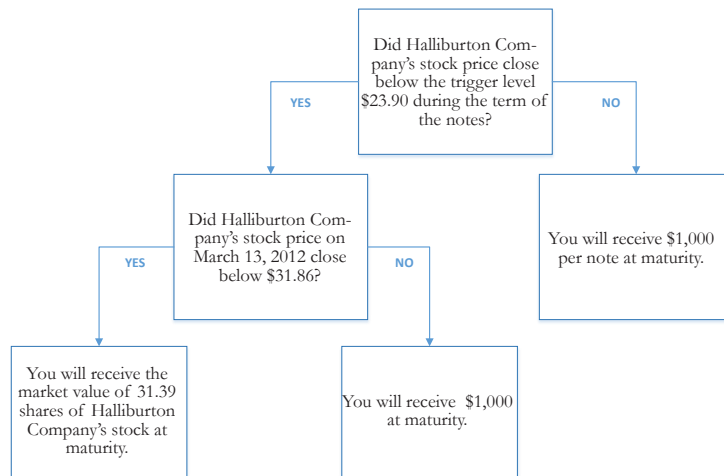 Did Halliburton Com-
pany's stock price close
below the trigger level
$23.90 during the term of
the notes?
YES
NO
Did Halliburton Com-
pany's stock price on
March 13, 2012 close
below $31.86?
You will receive $1,000
per note at maturity.
YES
NO
You will receive the
market value of 31.39
shares of Halliburton
Company's stock at
maturity.
You will receive $1,000
at maturity.